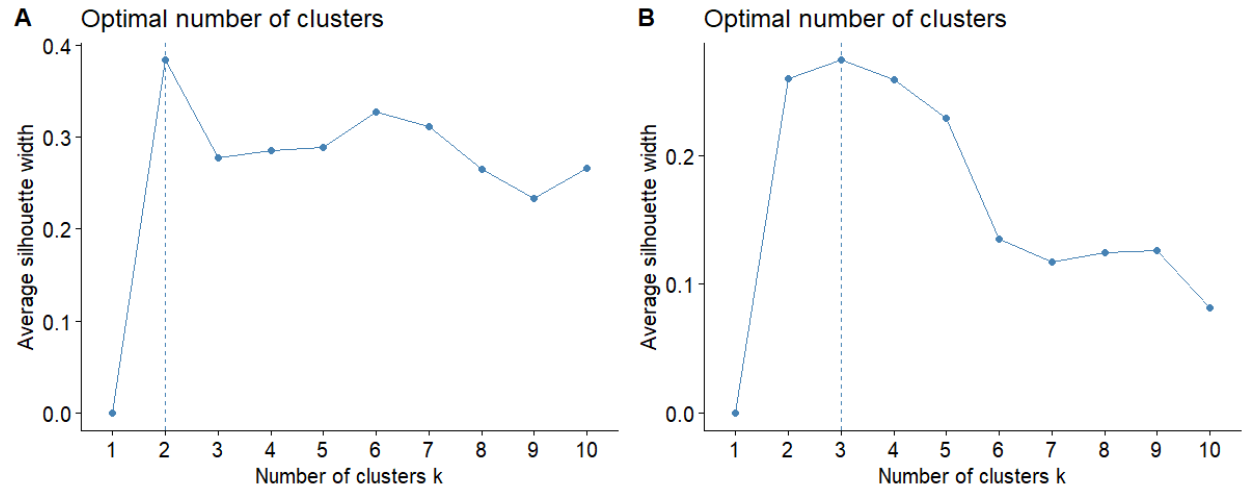 A Optimal number of clusters
Average silhouette width
0.4
0.3
0.2
0.1
0.0
1 2 3 4 5 6 7 8 9 10
Number of clusters k
B Optimal number of clusters
Average silhouette width
0.2
0.1
0.0
1 2 3 4 5 6 7 8 9 10
Number of clusters k